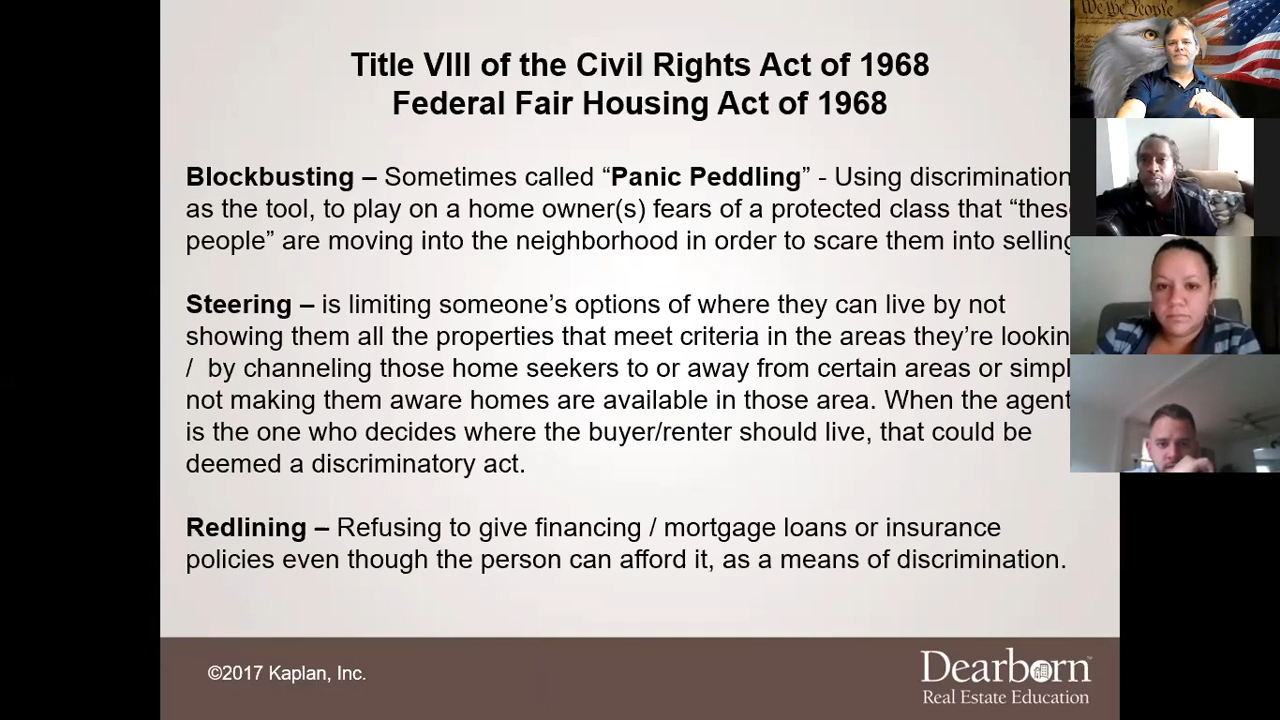 Title VIII of the Civil Rights Act of 1968
Federal Fair Housing Act of 1968
Blockbusting – Sometimes called “Panic Peddling” - Using discrimination
as the tool, to play on a home owner(s) fears of a protected class that “thes
people” are moving into the neighborhood in order to scare them into selling
Steering – is limiting someone’s options of where they can live by not
showing them all the properties that meet criteria in the areas they’re lookin
/ by channeling those home seekers to or away from certain areas or simpl
not making them aware homes are available in those area. When the agent
is the one who decides where the buyer/renter should live, that could be
deemed a discriminatory act.
Redlining – Refusing to give financing / mortgage loans or insurance
policies even though the person can afford it, as a means of discrimination.
©2017 Kaplan, Inc.
Dearborn™
Real Estate Education
We the People